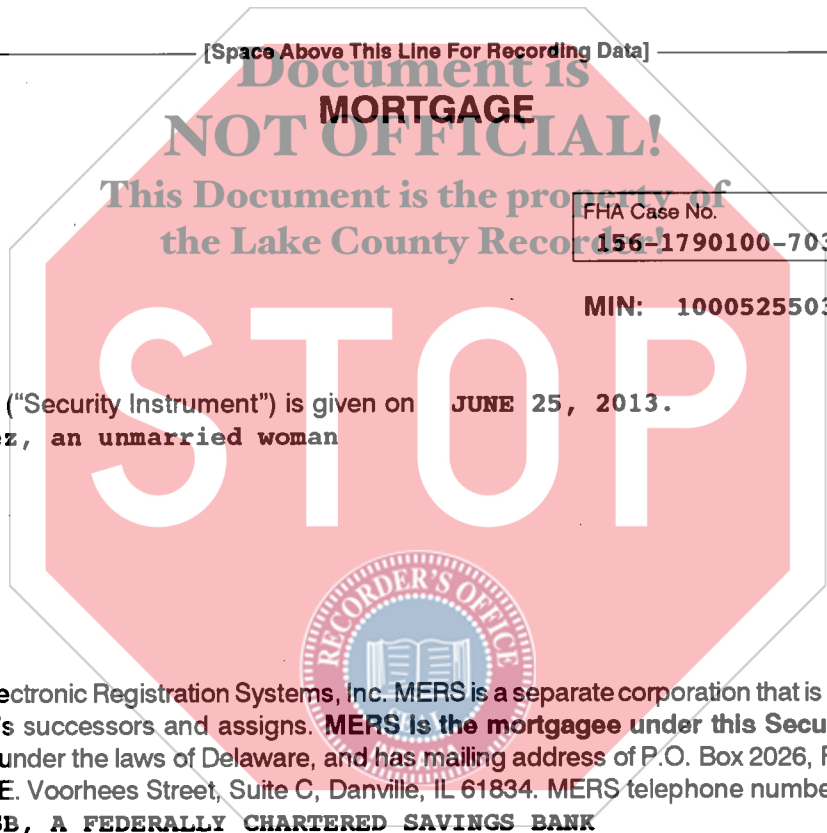 [Space Above This Line For Recording Data]
Document is
MORTGAGE
NOT OFFICIAL!
This Document is the property of
the Lake County Recorder!
FHA Case No.
156-1790100-703
MIN: 1000525503
STOP
("Security Instrument") is given on JUNE 25, 2013.
ez, an unmarried woman
RECORDER'S OFFICE
ectronic Registration Systems, Inc. MERS is a separate corporation that is
's successors and assigns. MERS is the mortgagee under this Secu
under the laws of Delaware, and has mailing address of P.O. Box 2026, F
E. Voorhees Street, Suite C, Danville, IL 61834. MERS telephone numbe
SB, A FEDERALLY CHARTERED SAVINGS BANK